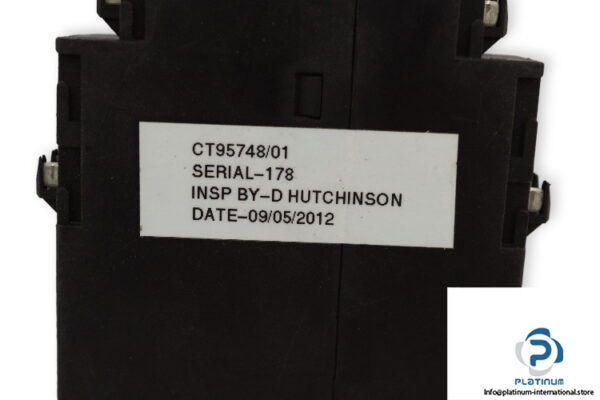 CT95748/01
SERIAL-178
INSP BY-D HUTCHINSON
DATE-09/05/2012
PLATINUM
Info@platinum-international.store